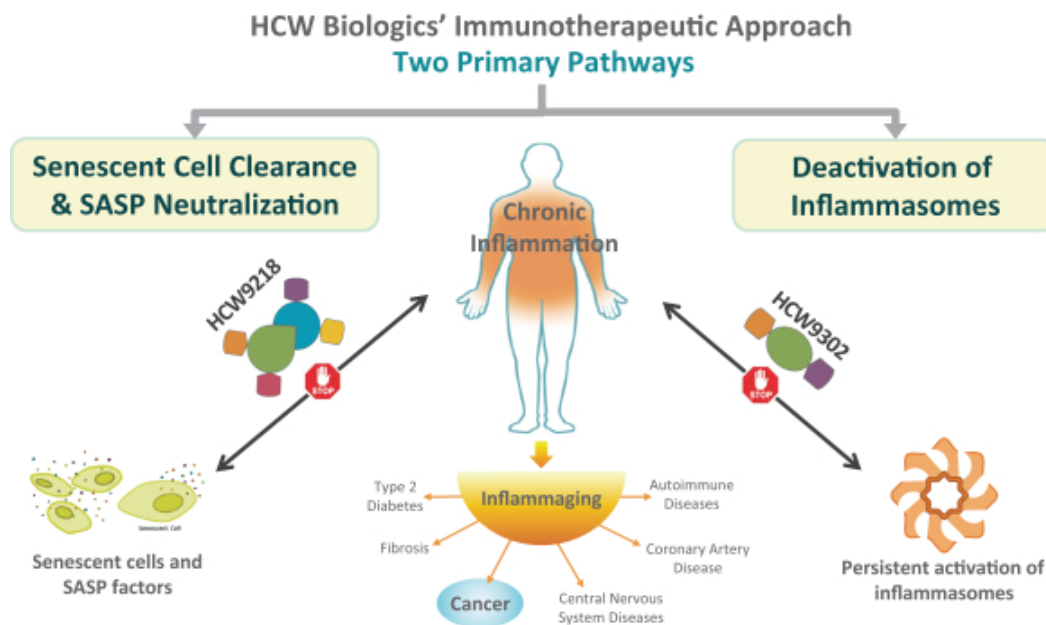 HCW Biologics’ Immunotherapeutic Approach
Two Primary Pathways
Senescent Cell Clearance
& SASP Neutralization
Deactivation of
Inflammasomes
Chronic
Inflammation
HCW9218
STOP
HCW9302
STOP
Senescent Cell
Senescent cells and
SASP factors
Inflammaging
Type 2
Diabetes
Fibrosis
Cancer
Central Nervous
System Diseases
Coronary Artery
Disease
Autoimmune
Diseases
Persistent activation of
inflammasomes